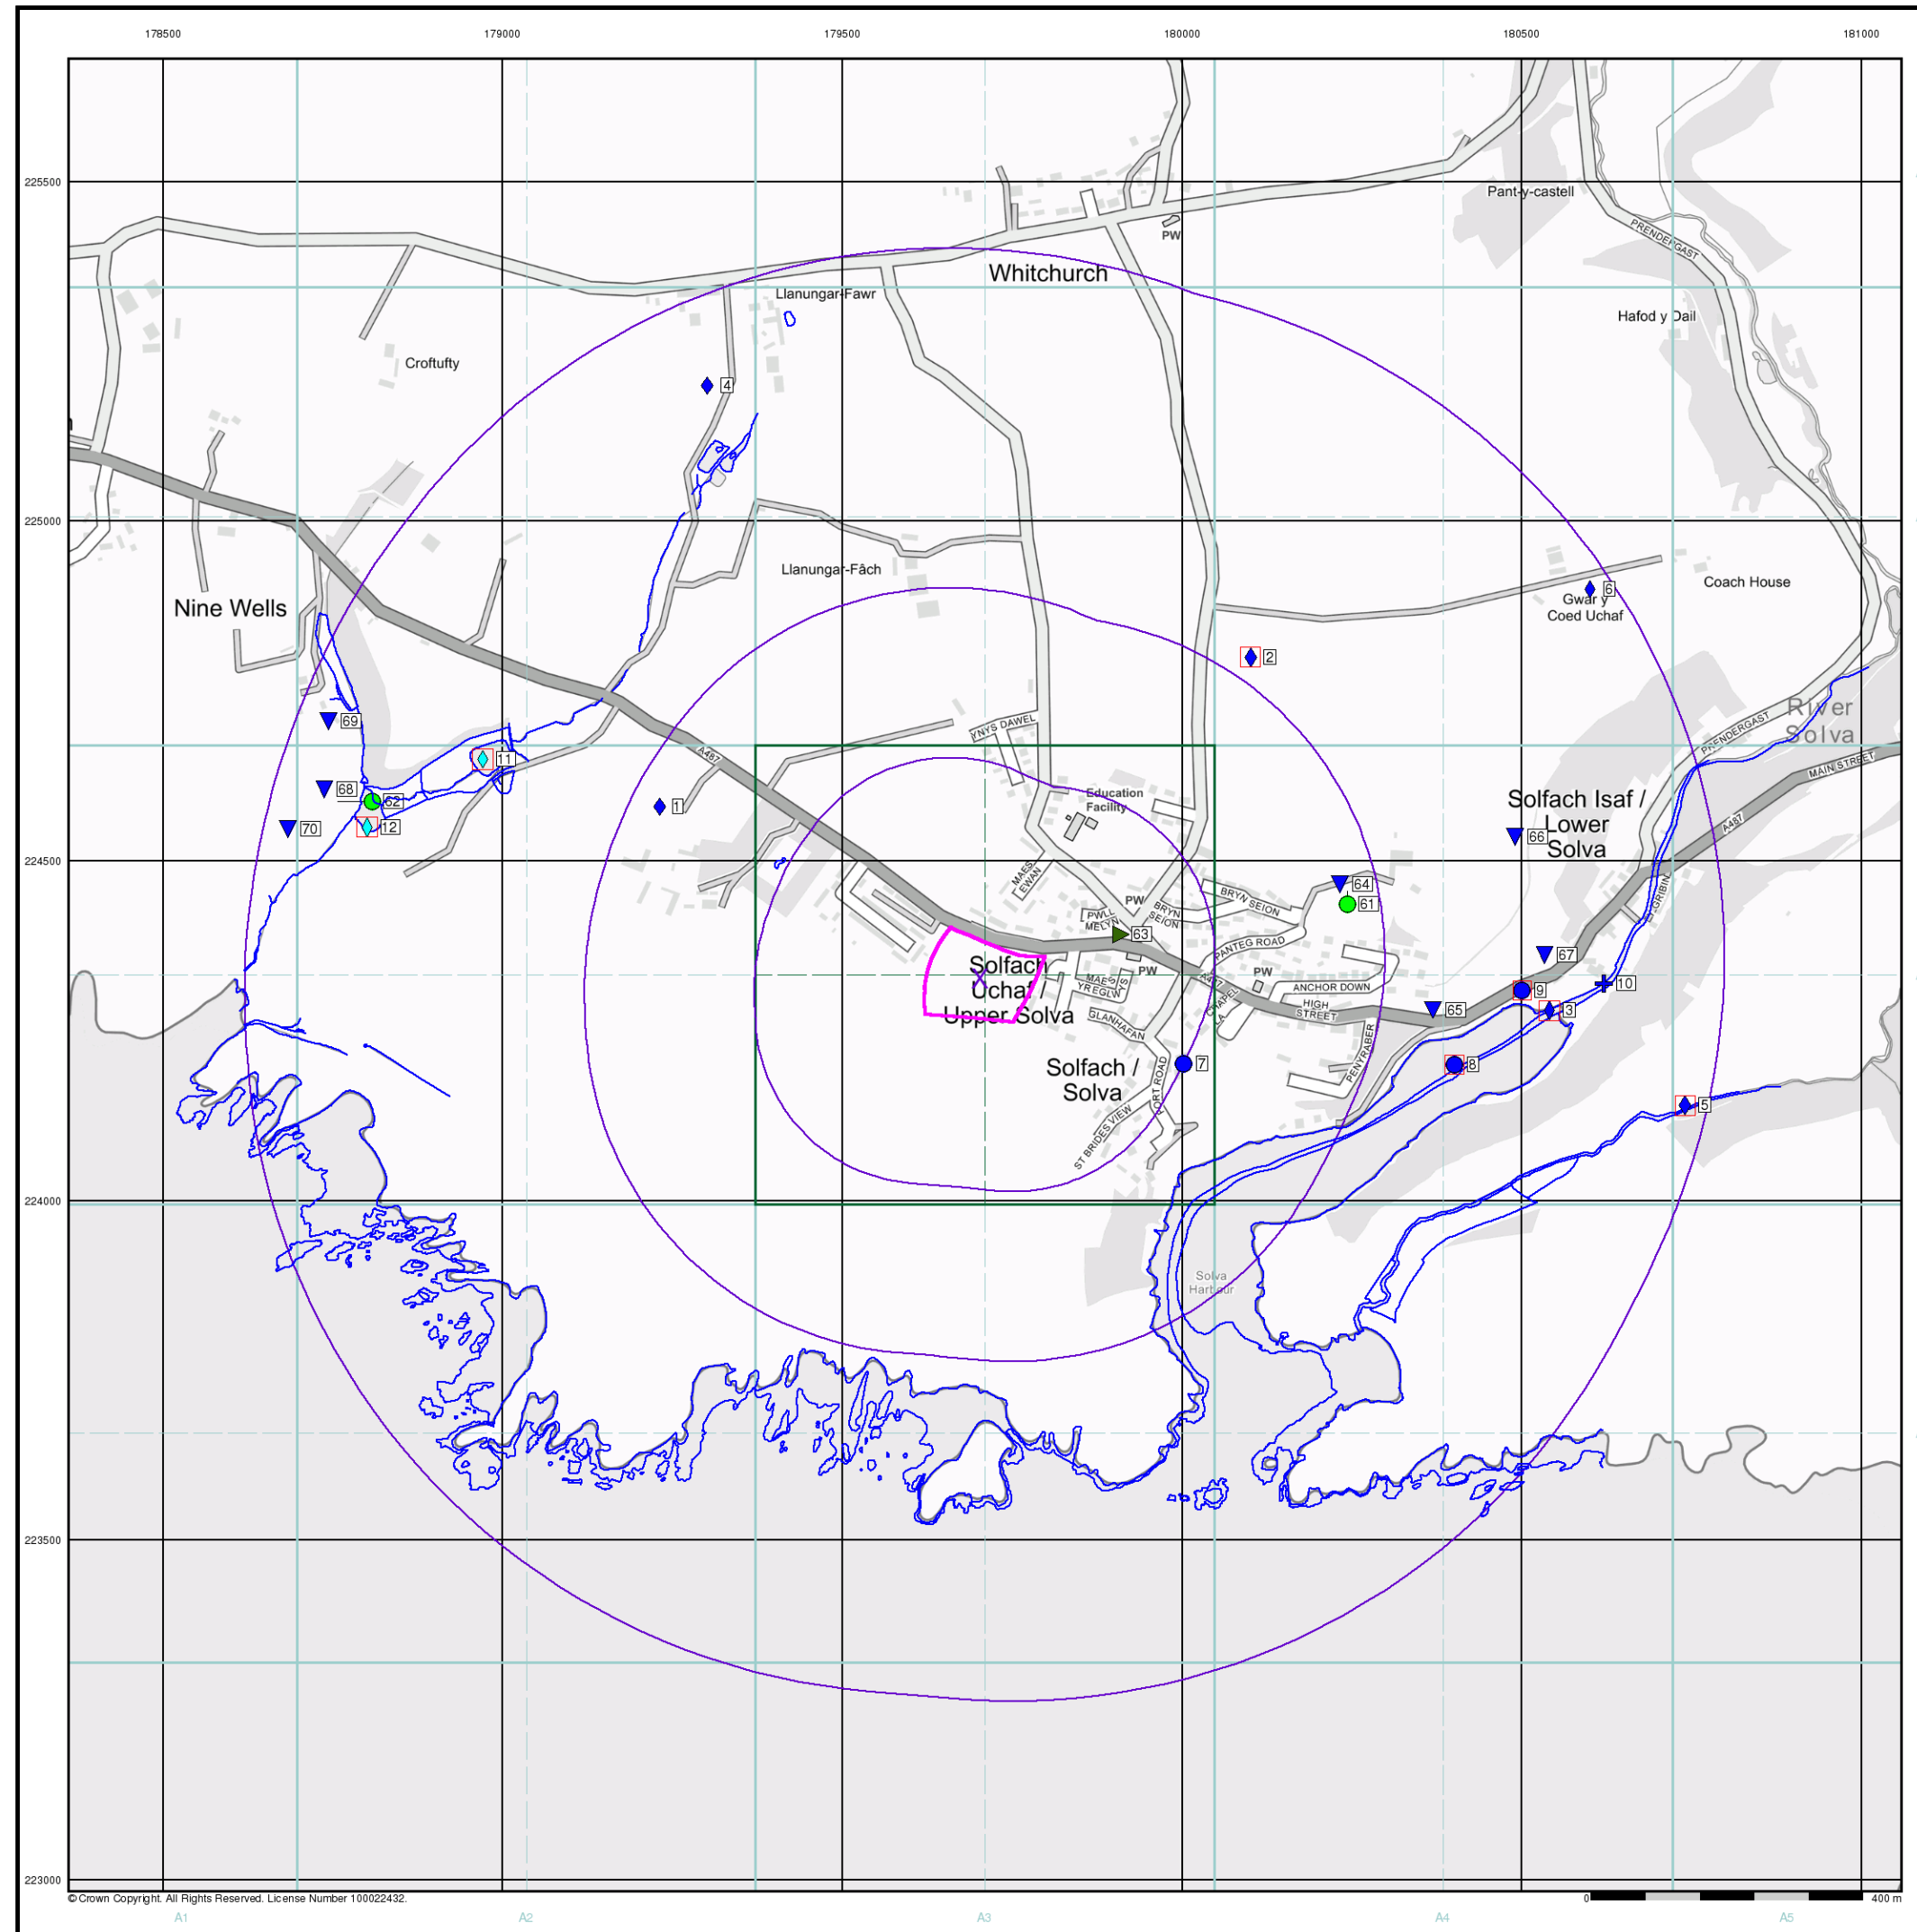 178500
179000
179500
180000
180500
181000
225500
225000
224500
224000
223500
223000
Pant-y-castell
PRENDERGAST
PW
Whitchurch
Llanungar-Fawr
Hafod y Dail
Croftufty
4
Llanungar-Fâch
Coach House
6
Gwar y
Coed Uchaf
Nine Wells
2
River
Solva
69
YNYS DAWEL
PRENDERGAST
A487
11
MAIN STREET
68
62
Education
Facility
Solfach Isaf /
Lower
Solva
1
70
12
66
A487
MAES
EWAN
64
61
BRYN SEION
GRIBIN
PW
BRYN
SEION
PWLL
MELYN
63
PANTEG ROAD
67
Solfach
Uchaf /
Upper Solva
PW
PW
MAES
YR EGLWYS
A487
ANCHOR DOWN
9
10
HIGH
STREET
65
3
GLANHAFAN
CHAPEL
LA
PENYRABER
Solfach /
Solva
7
8
PORT ROAD
5
ST BRIDES VIEW
Solva
Harbour
© Crown Copyright. All Rights Reserved. License Number 100022432.
0
400 m
A1
A2
A3
A4
A5